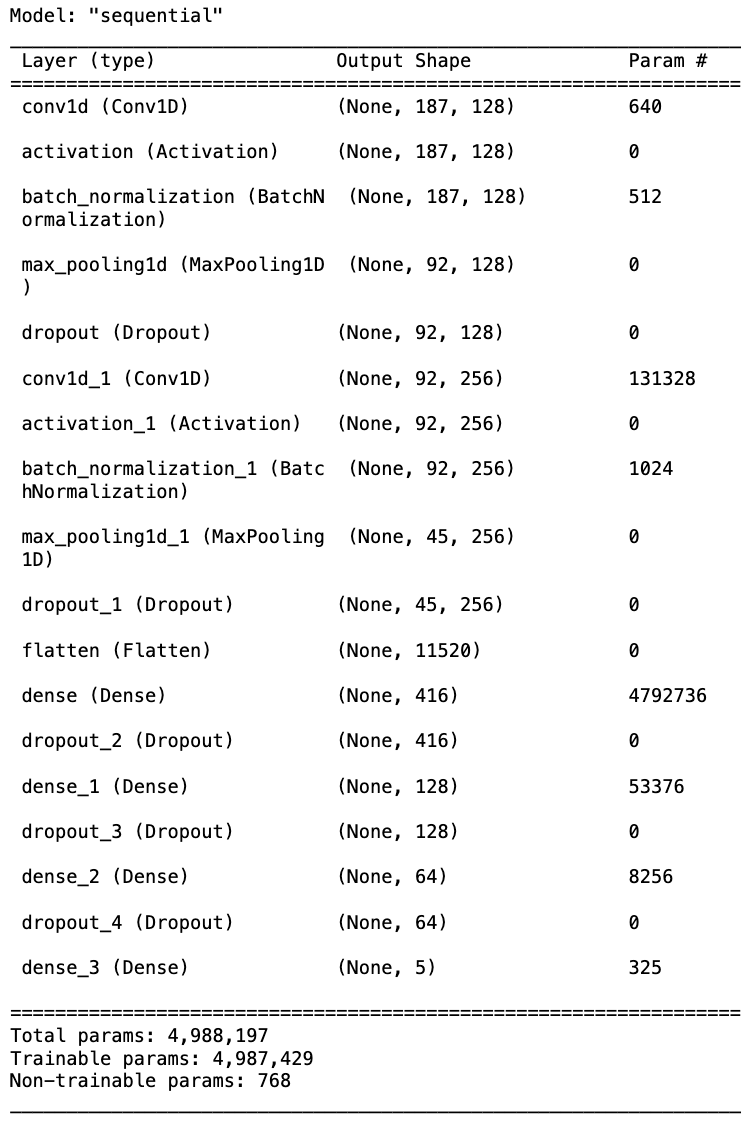 Model: "sequential"
Layer (type) Output Shape Param #
=================================================================
conv1d (Conv1D) (None, 187, 128) 640
activation (Activation) (None, 187, 128) 0
batch_normalization (BatchN (None, 187, 128) 512
ormalization)
max_pooling1d (MaxPooling1D (None, 92, 128) 0
)
dropout (Dropout) (None, 92, 128) 0
conv1d_1 (Conv1D) (None, 92, 256) 131328
activation_1 (Activation) (None, 92, 256) 0
batch_normalization_1 (Batc (None, 92, 256) 1024
hNormalization)
max_pooling1d_1 (MaxPooling (None, 45, 256) 0
1D)
dropout_1 (Dropout) (None, 45, 256) 0
flatten (Flatten) (None, 11520) 0
dense (Dense) (None, 416) 4792736
dropout_2 (Dropout) (None, 416) 0
dense_1 (Dense) (None, 128) 53376
dropout_3 (Dropout) (None, 128) 0
dense_2 (Dense) (None, 64) 8256
dropout_4 (Dropout) (None, 64) 0
dense_3 (Dense) (None, 5) 325
=================================================================
Total params: 4,988,197
Trainable params: 4,987,429
Non-trainable params: 768